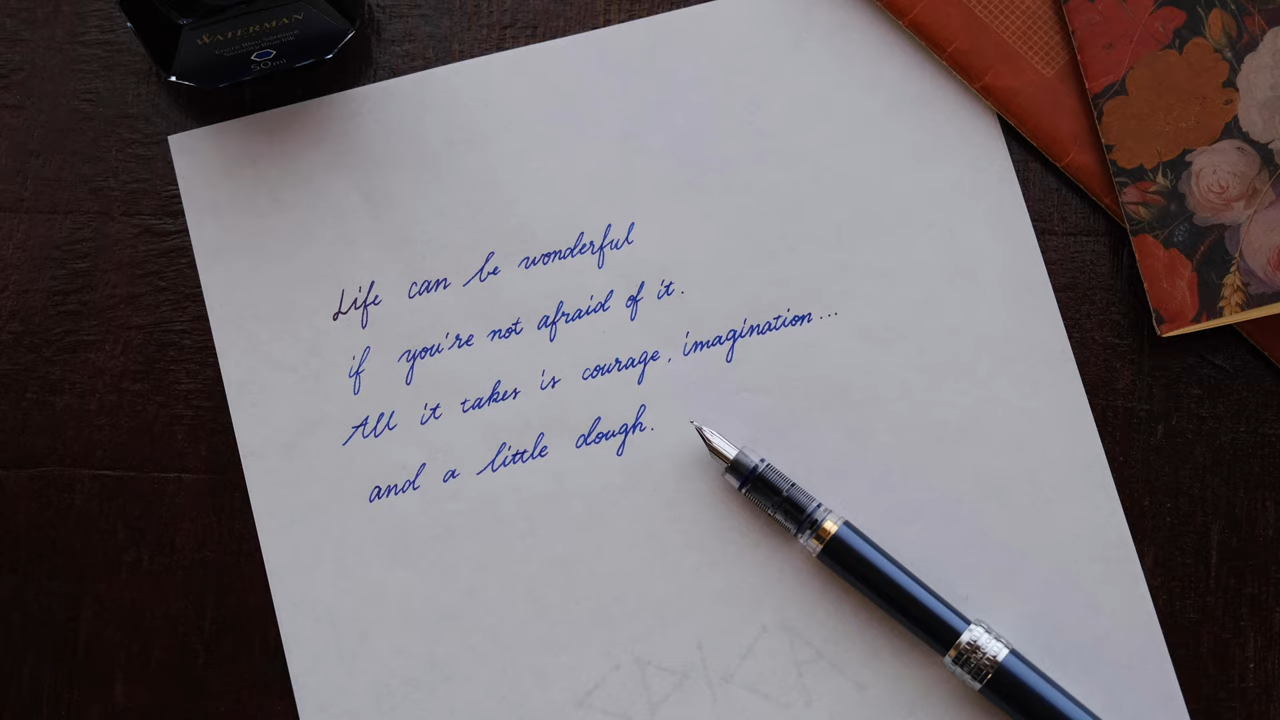 WATERMAN
50ml
Life can be wonderful
if you're not afraid of it.
All it takes is courage, imagination...
and a little dough.